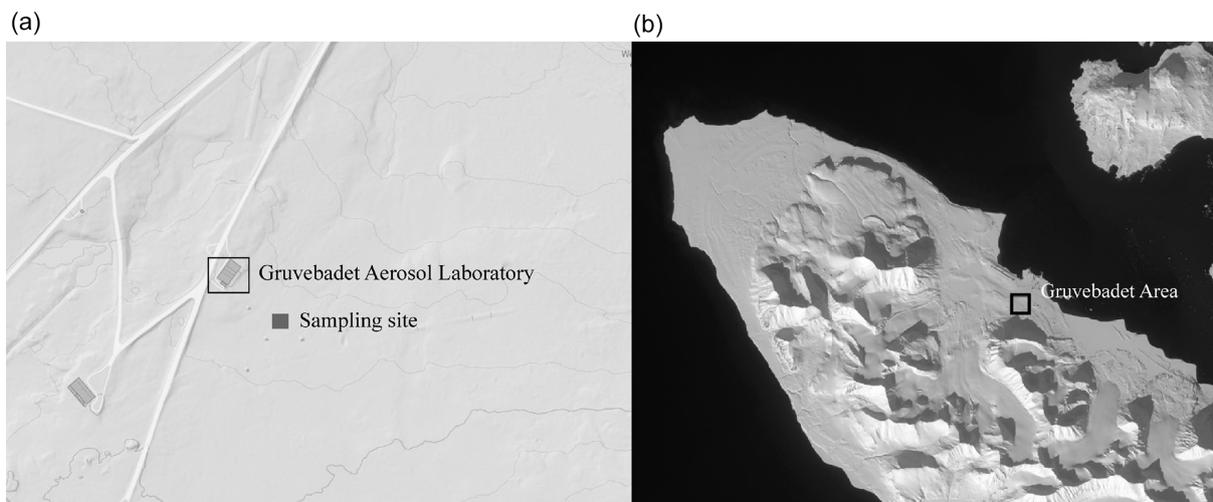 (a)
(b)
Gruvebadet Aerosol Laboratory
Sampling site
Gruvebadet Area